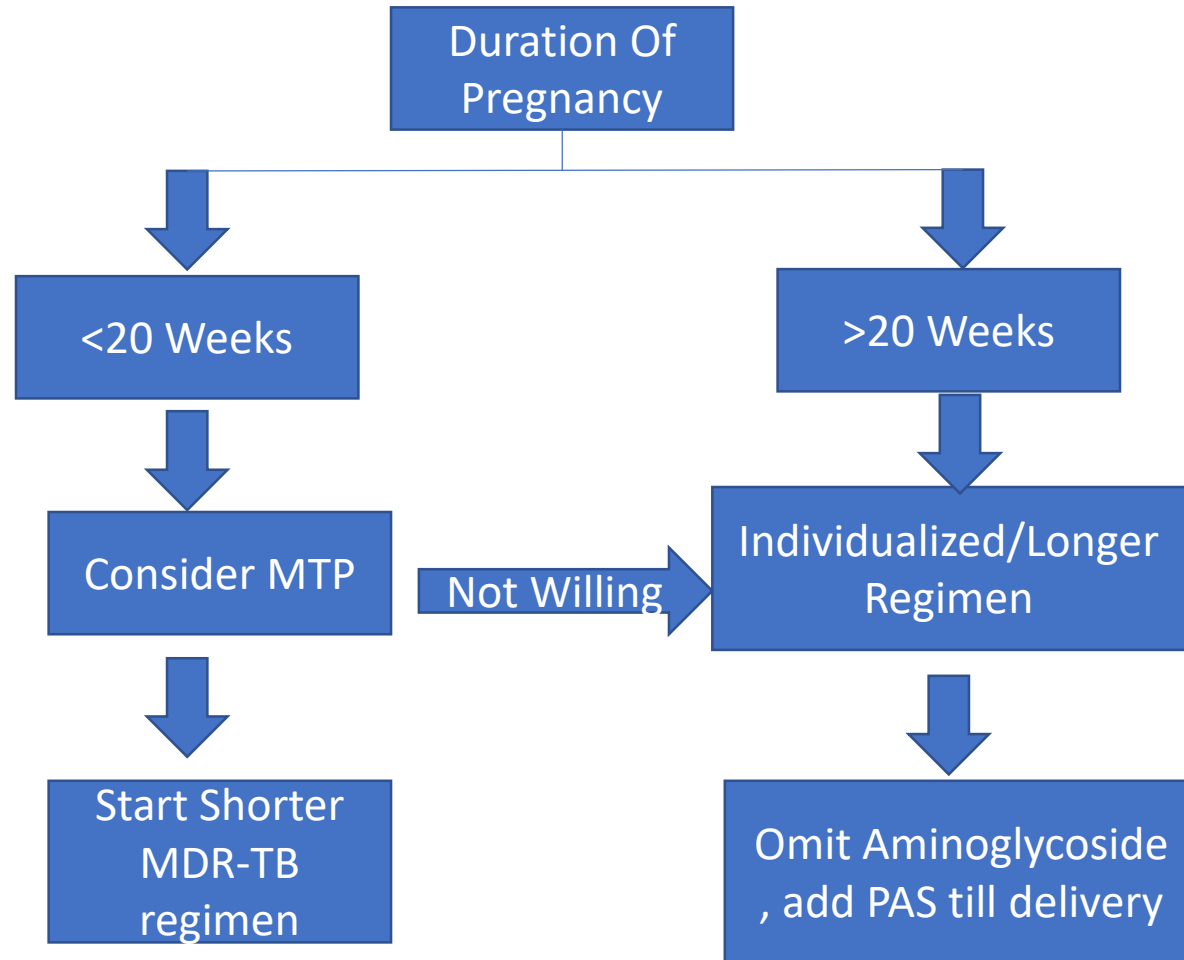 Duration Of
Pregnancy
<20 Weeks
>20 Weeks
Consider MTP
Not Willing
Individualized/Longer
Regimen
Start Shorter
MDR-TB
regimen
Omit Aminoglycoside
, add PAS till delivery